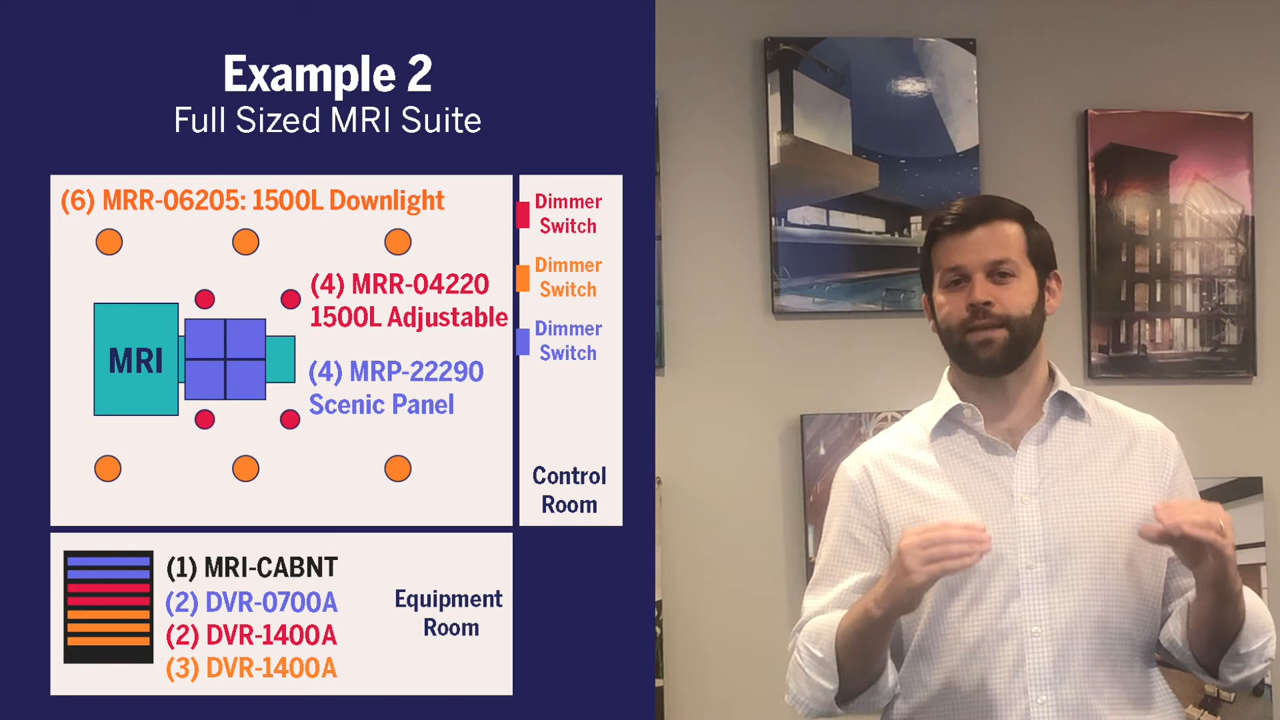 Example 2
Full Sized MRI Suite
(6) MRR-06205: 1500L Downlight
(4) MRR-04220
1500L Adjustable
MRI
(4) MRP-22290
Scenic Panel
Dimmer
Switch
Dimmer
Switch
Dimmer
Switch
Control
Room
(1) MRI-CABNT
(2) DVR-0700A
(2) DVR-1400A
(3) DVR-1400A
Equipment
Room